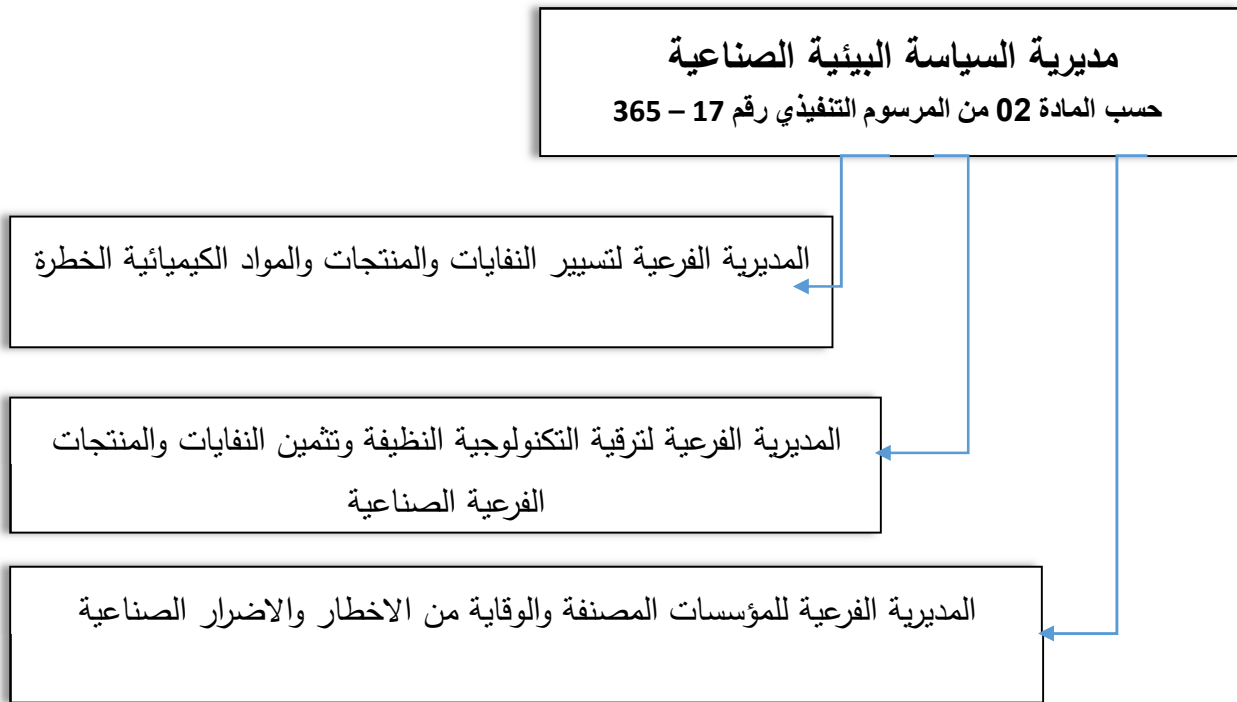 مديرية السياسة البيئية الصناعية
حسب المادة 02 من المرسوم التنفيذي رقم 17 – 365
المديرية الفرعية لتسيير النفايات والمنتجات والمواد الكيميائية الخطرة
المديرية الفرعية لترقية التكنولوجية النظيفة وتثمين النفايات والمنتجات
الفرعية الصناعية
المديرية الفرعية للمؤسسات المصنفة والوقاية من الاخطار والاضرار الصناعية